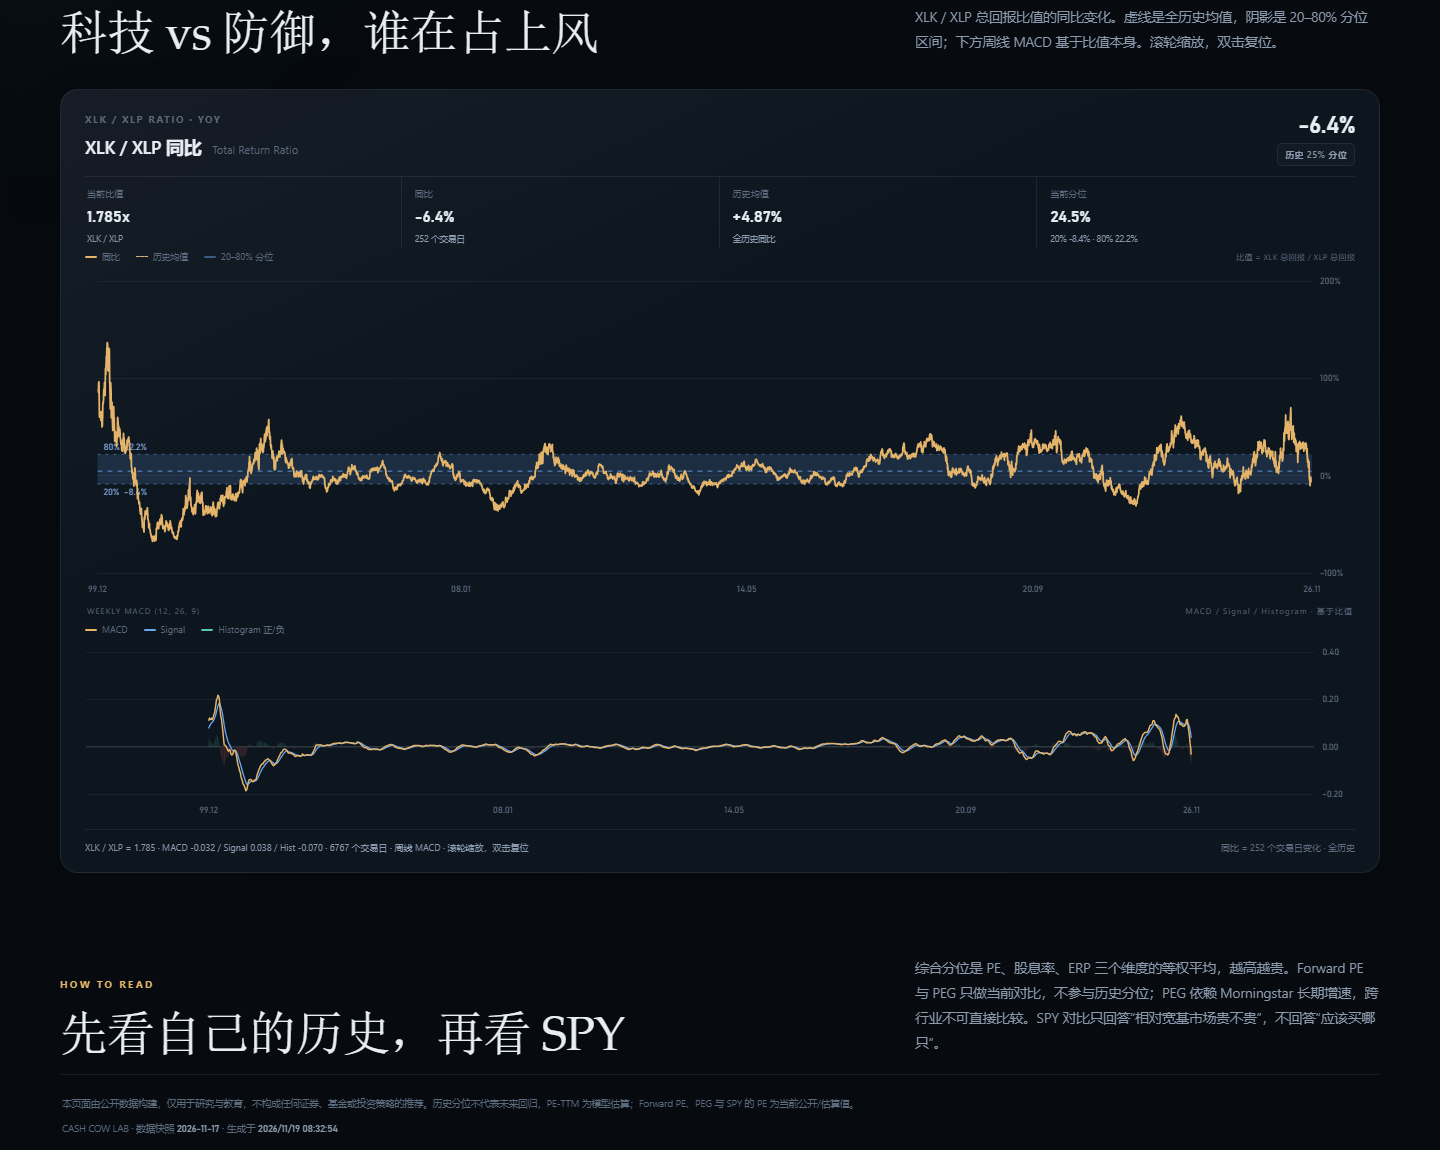 科技 vs 防御，谁在占上风
XLK / XLP 总回报比值的同比变化。虚线是全历史均值，阴影是 20–80% 分位
区间；下方周线 MACD 基于比值本身。滚轮缩放，双击复位。
XLK / XLP RATIO · YOY
XLK / XLP 同比 Total Return Ratio
-6.4%
历史 25% 分位
当前比值
1.785x
XLK / XLP
同比
-6.4%
252 个交易日
历史均值
+4.87%
全历史同比
当前分位
24.5%
20% -8.4% · 80% 22.2%
同比 历史均值 20–80% 分位
比值 = XLK 总回报 / XLP 总回报
200%
100%
0%
-100%
80% 22.2%
20% -8.4%
99.12 08.01 14.05 20.09 26.11
WEEKLY MACD (12, 26, 9)
MACD / Signal / Histogram · 基于比值
MACD Signal Histogram 正/负
0.40
0.20
0.00
-0.20
99.12 08.01 14.05 20.09 26.11
XLK / XLP = 1.785 · MACD -0.032 / Signal 0.038 / Hist -0.070 · 6767 个交易日 · 周线 MACD · 滚轮缩放，双击复位
同比 = 252 个交易日变化 · 全历史
HOW TO READ
先看自己的历史，再看 SPY
综合分位是 PE、股息率、ERP 三个维度的等权平均，越高越贵。Forward PE
与 PEG 只做当前对比，不参与历史分位；PEG 依赖 Morningstar 长期增速，跨
行业不可直接比较。SPY 对比只回答"相对宽基市场贵不贵"，不回答"应该买哪
只"。
本页面由公开数据构建，仅用于研究与教育，不构成任何证券、基金或投资策略的推荐。历史分位不代表未来回归，PE-TTM 为模型估算；Forward PE、PEG 与 SPY 的 PE 为当前公开/估算值。
CASH COW LAB · 数据快照 2026-11-17 · 生成于 2026/11/19 08:32:54